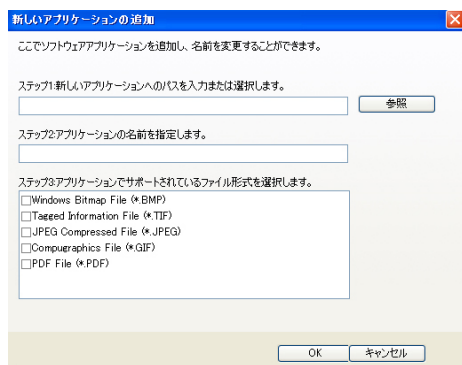 新しいアプリケーションの追加
ここでソフトウェアアプリケーションを追加し、名前を変更することができます。
ステップ1:新しいアプリケーションへのパスを入力または選択します。
参照
ステップ2:アプリケーションの名前を指定します。
ステップ3:アプリケーションでサポートされているファイル形式を選択します。
Windows Bitmap File (*.BMP)
Tagged Information File (*.TIF)
JPEG Compressed File (*.JPEG)
Compugraphics File (*.GIF)
PDF File (*.PDF)
OK キャンセル